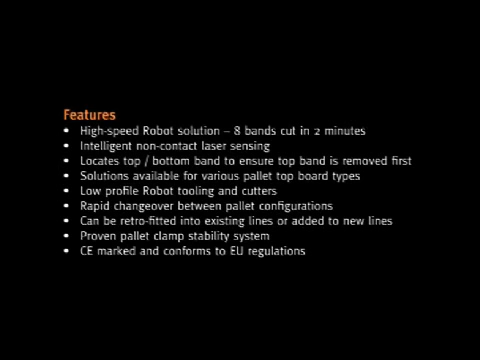 Features
• High-speed Robot solution – 8 bands cut in 2 minutes
• Intelligent non-contact laser sensing
• Locates top / bottom band to ensure top band is removed first
• Solutions available for various pallet top board types
• Low profile Robot tooling and cutters
• Rapid changeover between pallet configurations
• Can be retro-fitted into existing lines or added to new lines
• Proven pallet clamp stability system
• CE marked and conforms to EU regulations